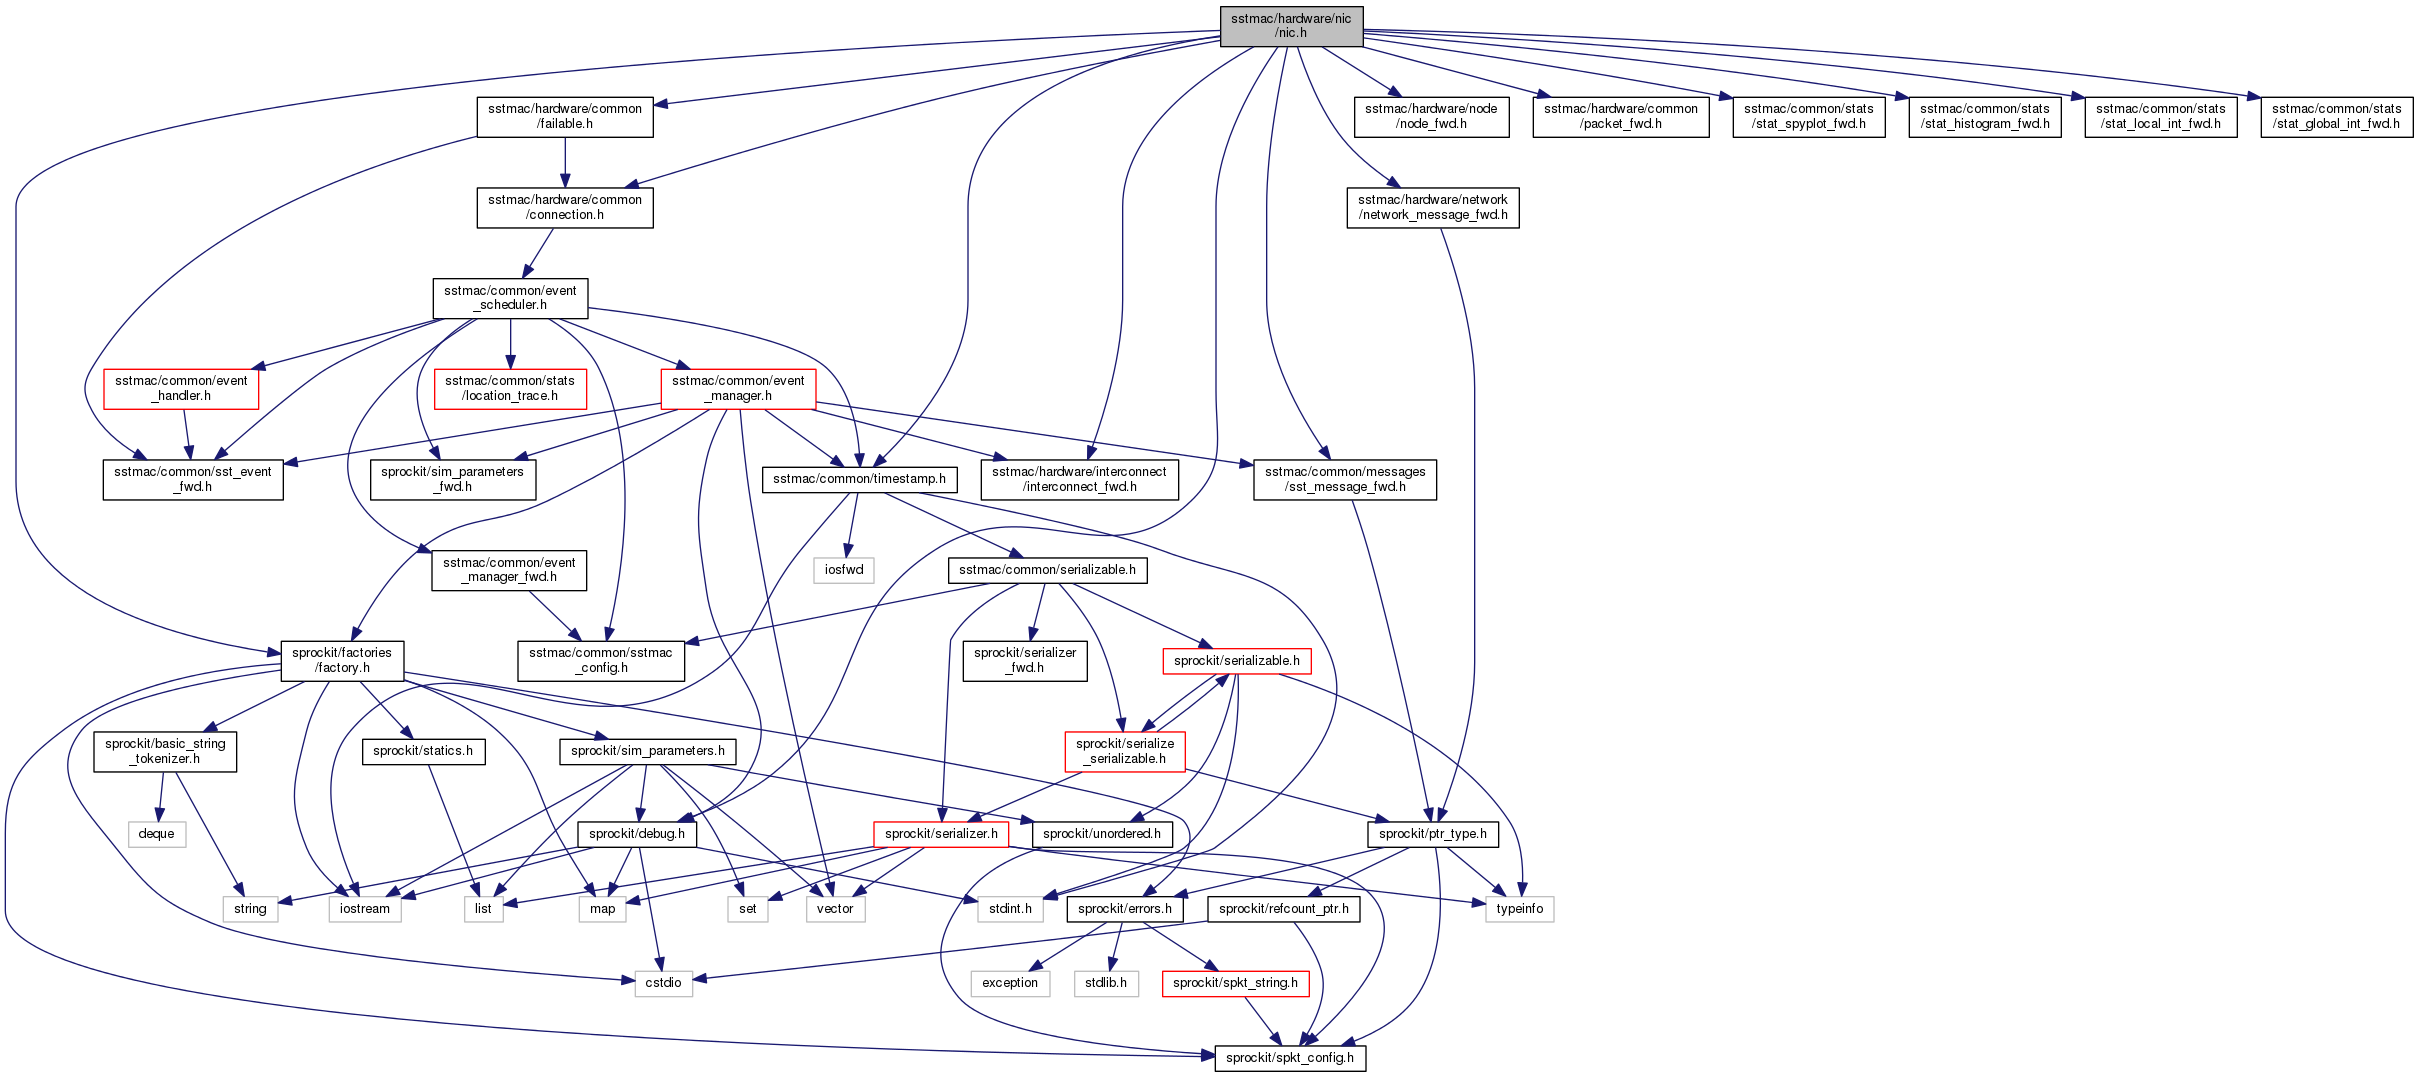 sstmac/hardware/nic
/nic.h
sstmac/hardware/common
/failable.h
sstmac/hardware/node
/node_fwd.h
sstmac/hardware/common
/packet_fwd.h
sstmac/common/stats
/stat_spyplot_fwd.h
sstmac/common/stats
/stat_histogram_fwd.h
sstmac/common/stats
/stat_local_int_fwd.h
sstmac/common/stats
/stat_global_int_fwd.h
sstmac/hardware/common
/connection.h
sstmac/hardware/network
/network_message_fwd.h
sstmac/common/event
_scheduler.h
sstmac/common/event
_handler.h
sstmac/common/stats
/location_trace.h
sstmac/common/event
_manager.h
sstmac/common/sst_event
_fwd.h
sprockit/sim_parameters
_fwd.h
sstmac/common/timestamp.h
sstmac/hardware/interconnect
/interconnect_fwd.h
sstmac/common/messages
/sst_message_fwd.h
sstmac/common/event
_manager_fwd.h
iosfwd
sstmac/common/serializable.h
sprockit/factories
/factory.h
sstmac/common/sstmac
_config.h
sprockit/serializer
_fwd.h
sprockit/serializable.h
sprockit/basic_string
_tokenizer.h
sprockit/statics.h
sprockit/sim_parameters.h
sprockit/serialize
_serializable.h
deque
sprockit/debug.h
sprockit/serializer.h
sprockit/unordered.h
sprockit/ptr_type.h
string
iostream
list
map
set
vector
stdint.h
sprockit/errors.h
sprockit/refcount_ptr.h
typeinfo
cstdio
exception
stdlib.h
sprockit/spkt_string.h
sprockit/spkt_config.h